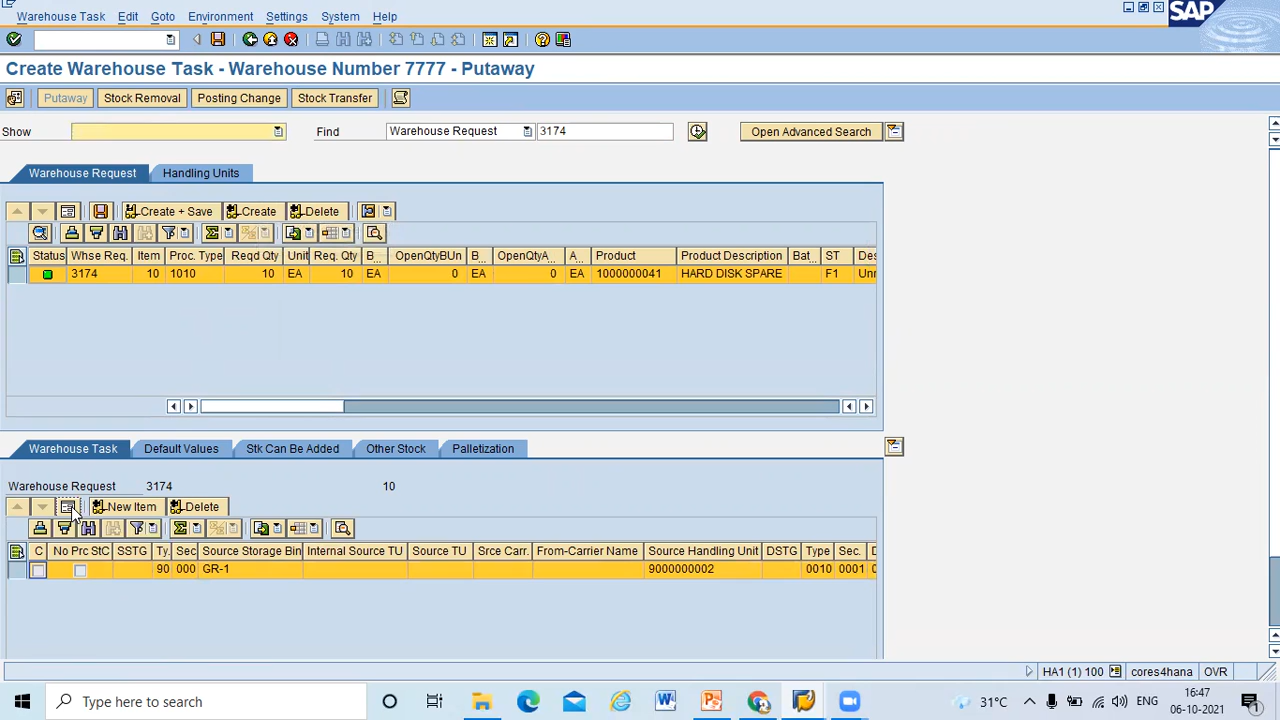 Warehouse Task Edit Goto Environment Settings System Help
SAP
Create Warehouse Task - Warehouse Number 7777 - Putaway
Putaway Stock Removal Posting Change Stock Transfer
Show Find Warehouse Request 3174 Open Advanced Search
Warehouse Request Handling Units
Create + Save Create Delete
Status Whse Req. Item Proc. Type Reqd Qty Unit Req. Qty B... OpenQtyBUn B... OpenQtyA... A... Product Product Description Bat ST Des
3174 10 1010 10 EA 10 EA 0 EA 0 EA 1000000041 HARD DISK SPARE F1 Unr
Warehouse Task Default Values Stk Can Be Added Other Stock Palletization
Warehouse Request 3174 10
New Item Delete
C No Prc StC SSTG Ty. Sec Source Storage Bin Internal Source TU Source TU Srce Carr. From-Carrier Name Source Handling Unit DSTG Type Sec. D
90 000 GR-1 9000000002 0010 0001
HA1 (1) 100 cores4hana OVR
Type here to search 31°C ENG 16:47
06-10-2021